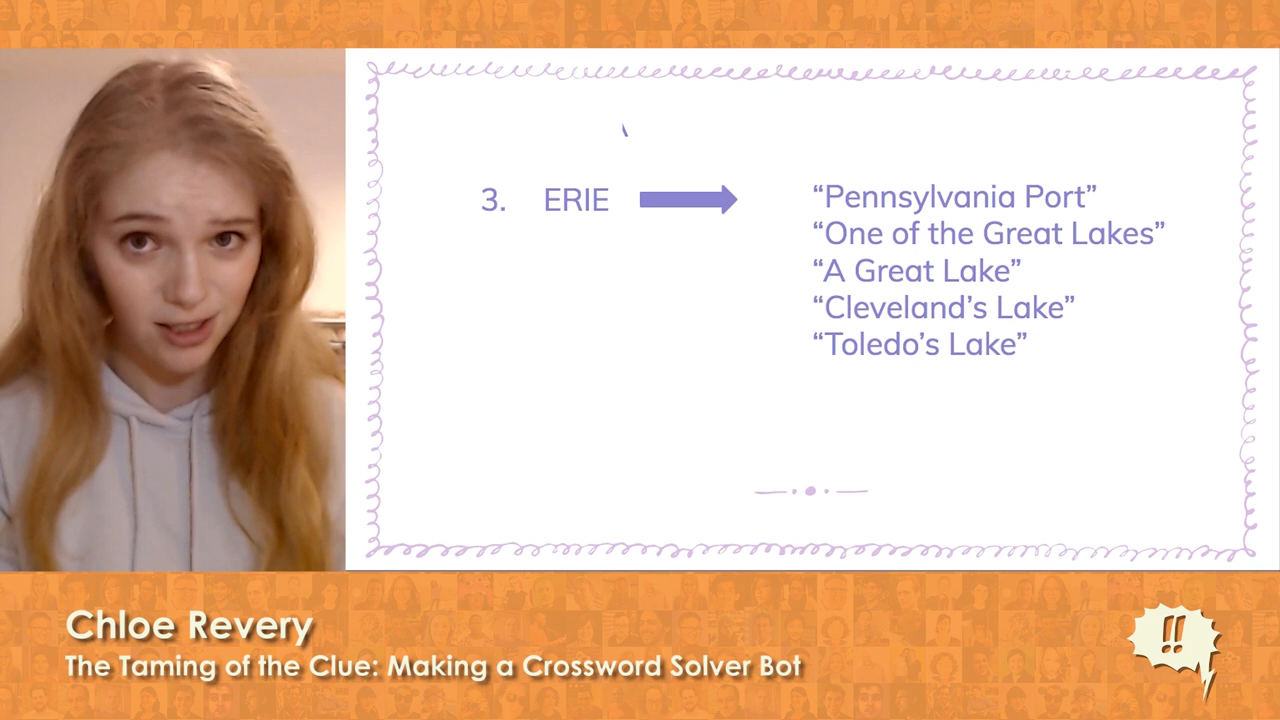 3. ERIE
“Pennsylvania Port”
“One of the Great Lakes”
“A Great Lake”
“Cleveland’s Lake”
“Toledo’s Lake”
Chloe Revery
The Taming of the Clue: Making a Crossword Solver Bot
!!